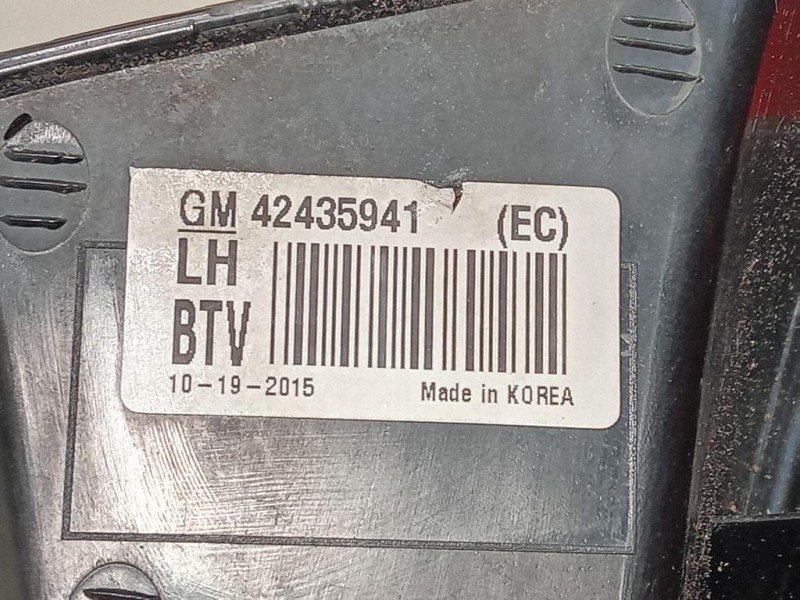 GM 42435941 (EC)
LH
BTV
10-19-2015 Made in KOREA